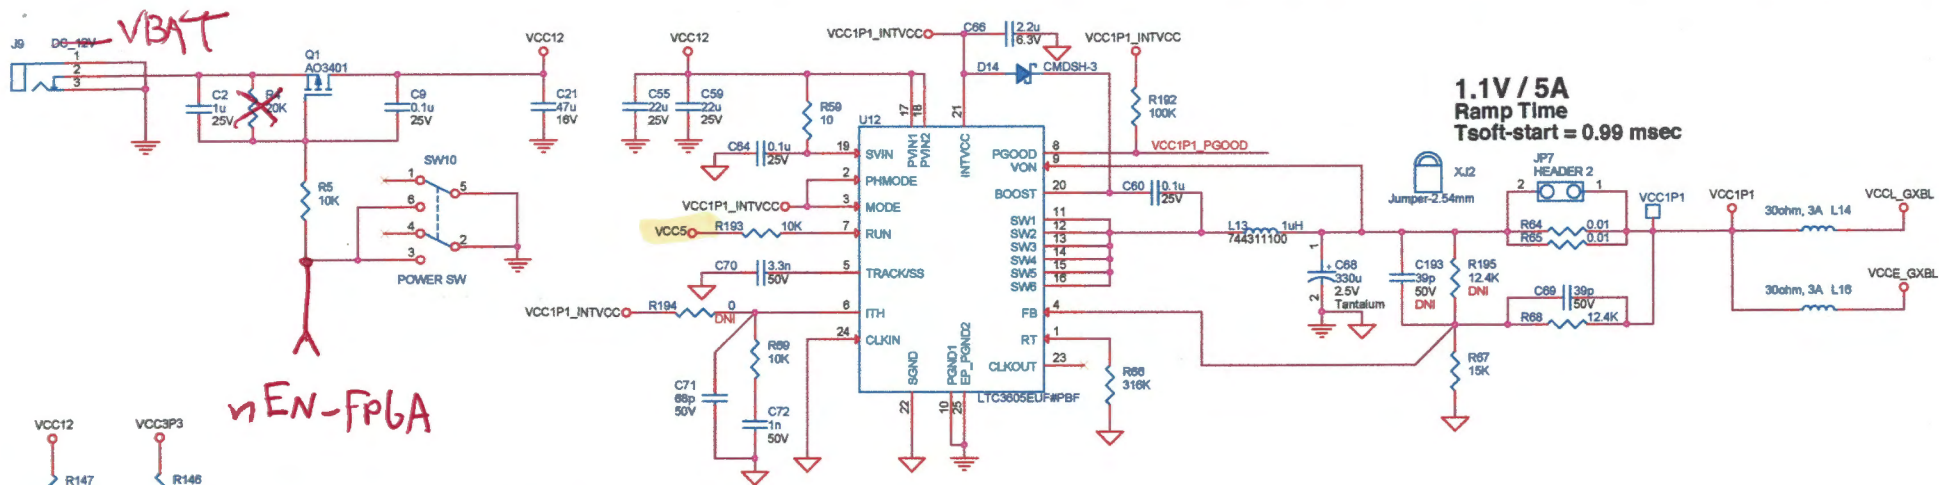 VBAT
J9
DC_12V
1
2
3
C2
1u
25V
R4
20K
Q1
AO3401
C9
0.1u
25V
VCC12
C21
47u
16V
R5
10K
SW10
1
6
4
3
5
2
POWER SW
nEN-FPGA
VCC12
R147
VCC3P3
R146
VCC12
C55
22u
25V
C59
22u
25V
R59
10
C64
0.1u
25V
VCC1P1_INTVCC
VCC5
R193
10K
C70
3.3n
50V
VCC1P1_INTVCC
R194
0
DNI
C71
68p
50V
R69
10K
C72
1n
50V
VCC1P1_INTVCC
C66
2.2u
6.3V
D14
CMDSH-3
VCC1P1_INTVCC
R192
100K
U12
17
18
21
PVIN1
PVIN2
INTVCC
19
SVIN
2
PHMODE
3
MODE
7
RUN
5
TRACK/SS
6
ITH
24
CLKIN
SGND
PGND1
EP_PGND2
22
10
25
PGOOD
8
VON
9
BOOST
20
SW1
11
SW2
12
SW3
13
SW4
14
SW5
15
SW6
16
FB
4
RT
1
CLKOUT
23
LTC3605EUF#PBF
VCC1P1_PGOOD
C60
0.1u
25V
L13
1uH
744311100
R66
316K
1
C68
330u
2.5V
2
Tantalum
C193
39p
50V
DNI
R195
12.4K
DNI
R67
15K
1.1V / 5A
Ramp Time
Tsoft-start = 0.99 msec
XJ2
Jumper-2.54mm
JP7
HEADER 2
2
1
R64
0.01
R65
0.01
C69
39p
50V
R68
12.4K
VCC1P1
VCC1P1
30ohm, 3A L14
VCCL_GXBL
30ohm, 3A L16
VCCE_GXBL